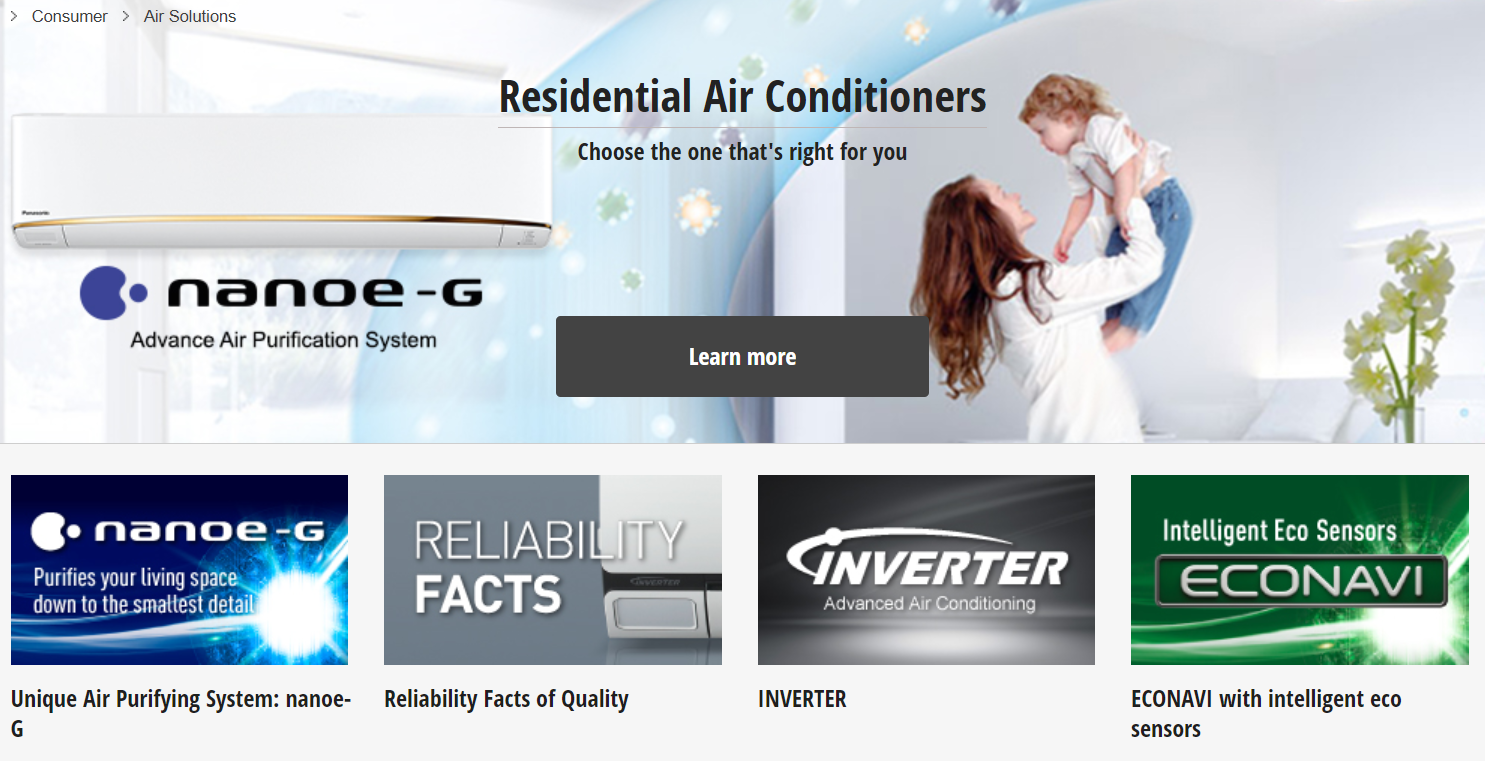 Consumer > Air Solutions
Residential Air Conditioners
Choose the one that's right for you
Panasonic
nanoe-G
Advance Air Purification System
Learn more
nanoe-G
Purifies your living space
down to the smallest detail
RELIABILITY
FACTS
INVERTER
INVERTER
Advanced Air Conditioning
Intelligent Eco Sensors
ECONAVI
Unique Air Purifying System: nanoe-
G
Reliability Facts of Quality
INVERTER
ECONAVI with intelligent eco
sensors